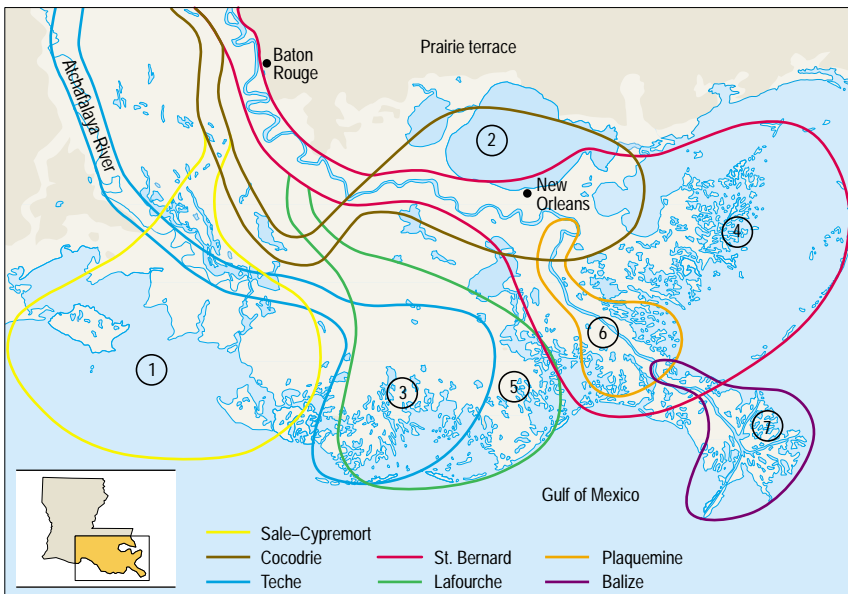 Prairie terrace
Baton
Rouge
Atchafalaya River
2
New
Orleans
4
6
1
3
5
7
Gulf of Mexico
Sale–Cypremort
Cocodrie
St. Bernard
Plaquemine
Teche
Lafourche
Balize